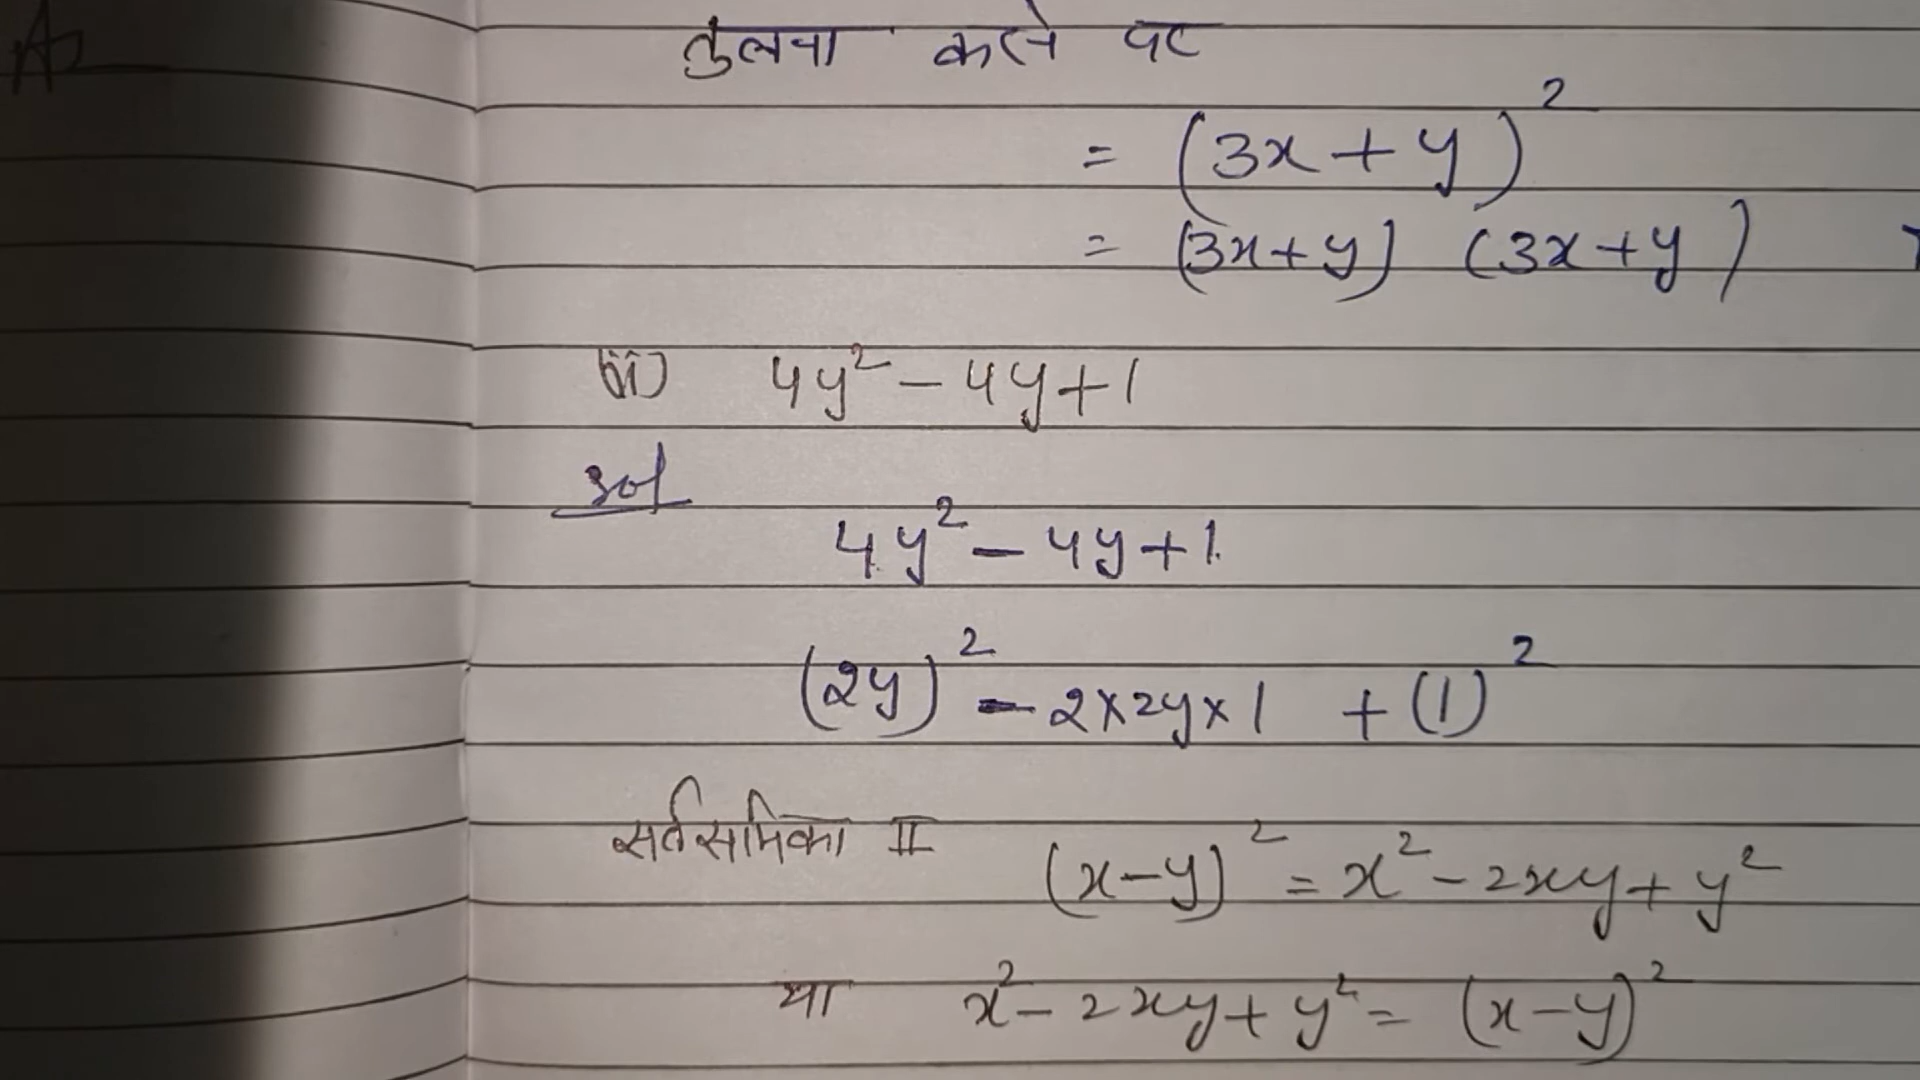 तुलना करने पर
= (3x+y)²
= (3x+y) (3x+y)
(ii) 4y² – 4y+1
Sol
4y² – 4y+1.
(2y)² – 2×2y×1 + (1)²
सर्वसमिका II (x–y)² = x² – 2xy+ y²
या x² – 2xy + y² = (x–y)²